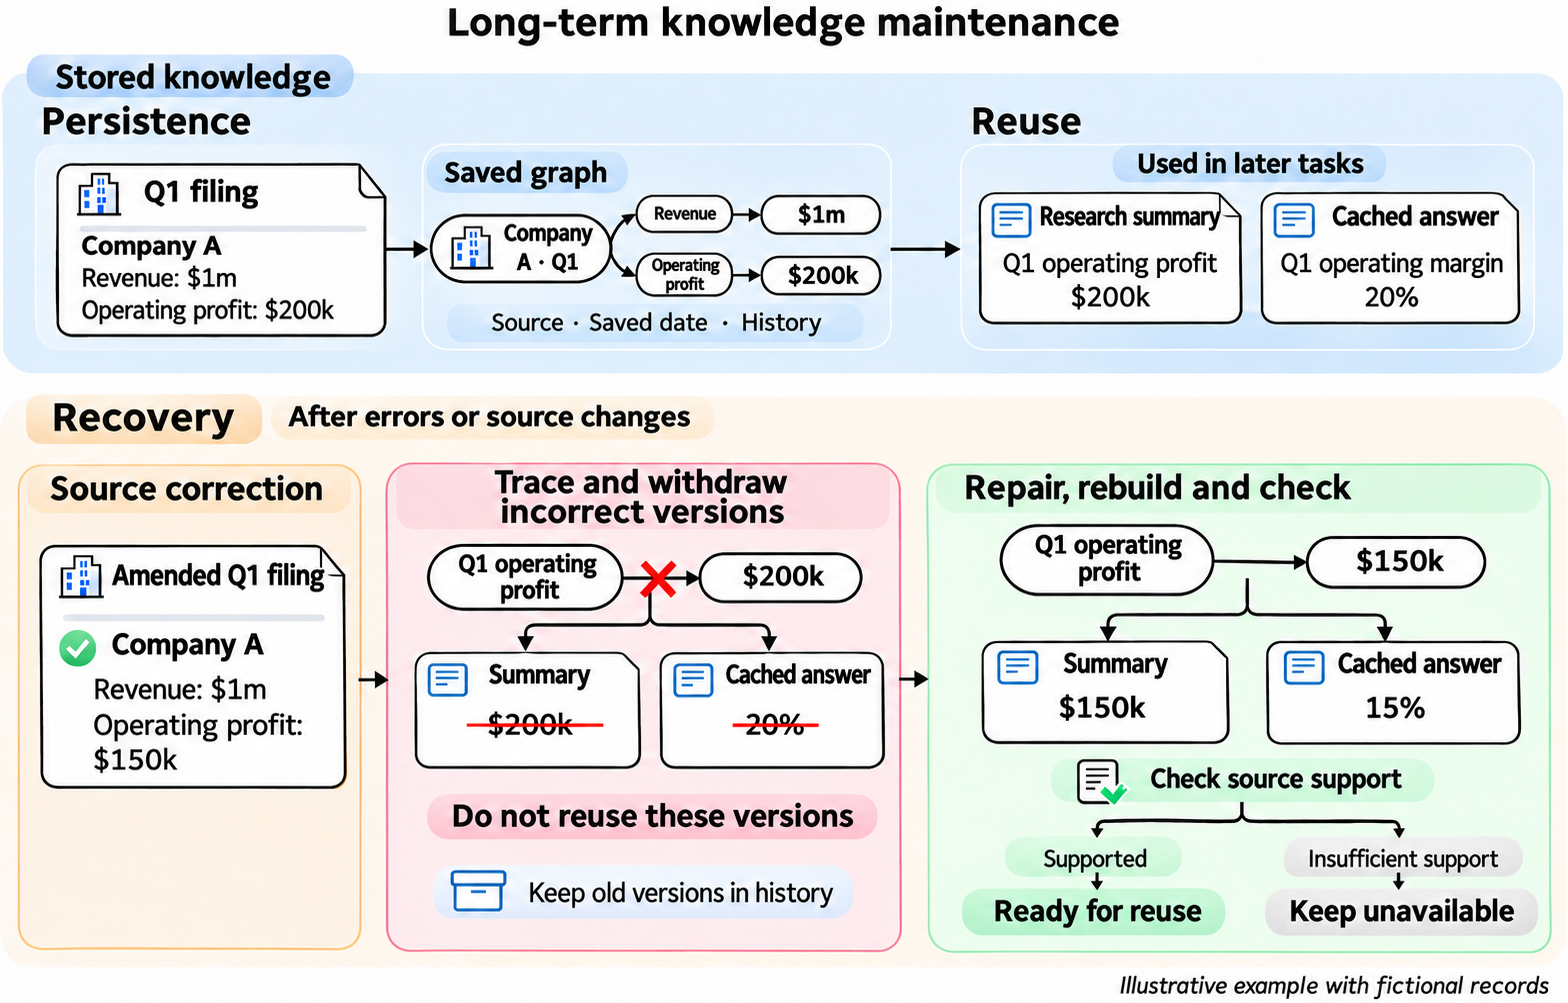 Long-term knowledge maintenance
Stored knowledge
Persistence
Q1 filing
Company A
Revenue: $1m
Operating profit: $200k
Saved graph
Company
A · Q1
Revenue
$1m
Operating
profit
$200k
Source · Saved date · History
Reuse
Used in later tasks
Research summary
Q1 operating profit
$200k
Cached answer
Q1 operating margin
20%
Recovery
After errors or source changes
Source correction
Amended Q1 filing
Company A
Revenue: $1m
Operating profit:
$150k
Trace and withdraw
incorrect versions
Q1 operating
profit
$200k
Summary
$200k
Cached answer
20%
Do not reuse these versions
Keep old versions in history
Repair, rebuild and check
Q1 operating
profit
$150k
Summary
$150k
Cached answer
15%
Check source support
Supported
Ready for reuse
Insufficient support
Keep unavailable
Illustrative example with fictional records